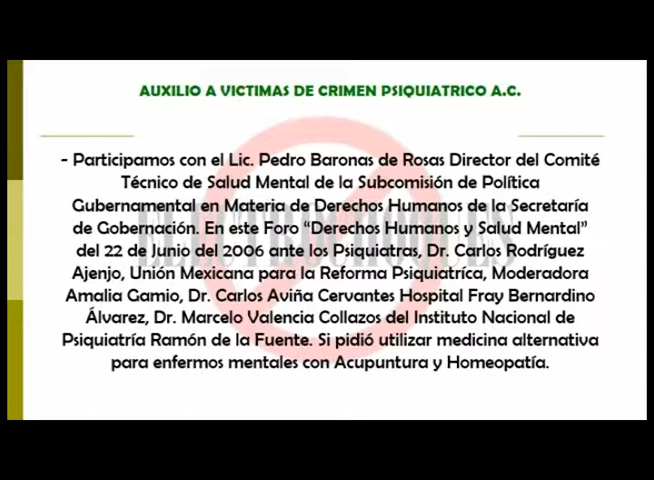 AUXILIO A VICTIMAS DE CRIMEN PSIQUIATRICO A.C.
- Participamos con el Lic. Pedro Baronas de Rosas Director del Comité
Técnico de Salud Mental de la Subcomisión de Política
Gubernamental en Materia de Derechos Humanos de la Secretaría
de Gobernación. En este Foro “Derechos Humanos y Salud Mental”
del 22 de Junio del 2006 ante los Psiquiatras, Dr. Carlos Rodríguez
Ajenjo, Unión Mexicana para la Reforma Psiquiatríca, Moderadora
Amalia Gamio, Dr. Carlos Aviña Cervantes Hospital Fray Bernardino
Álvarez, Dr. Marcelo Valencia Collazos del Instituto Nacional de
Psiquiatría Ramón de la Fuente. Si pidió utilizar medicina alternativa
para enfermos mentales con Acupuntura y Homeopatía.
ELECTROCHOQUES